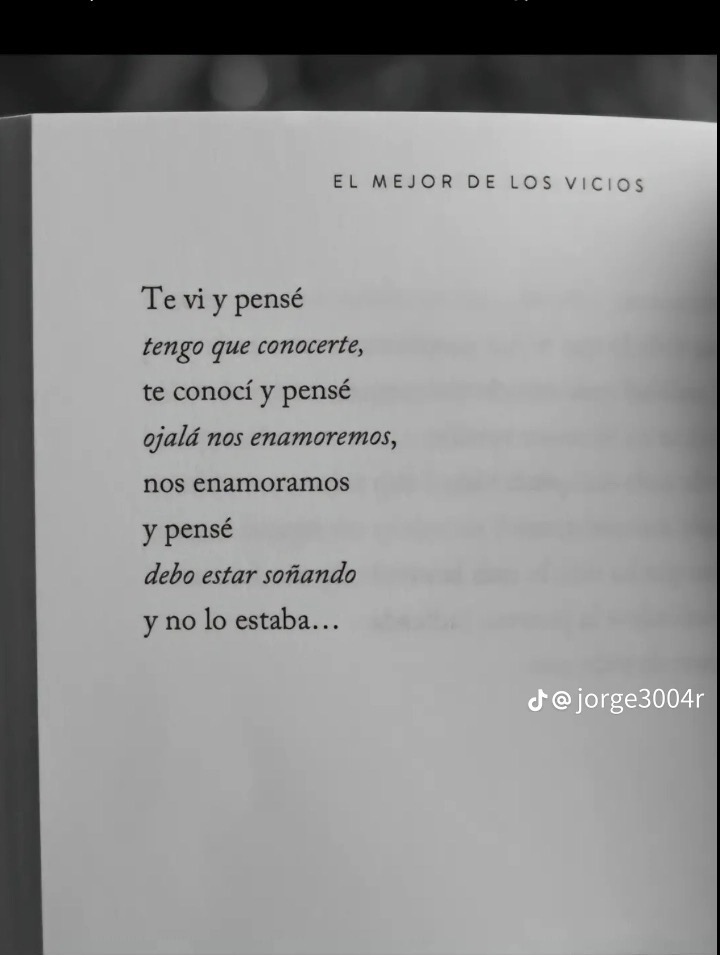 EL MEJOR DE LOS VICIOS
Te vi y pensé
tengo que conocerte,
te conocí y pensé
ojalá nos enamoremos,
nos enamoramos
y pensé
debo estar soñando
y no lo estaba...
@jorge3004r